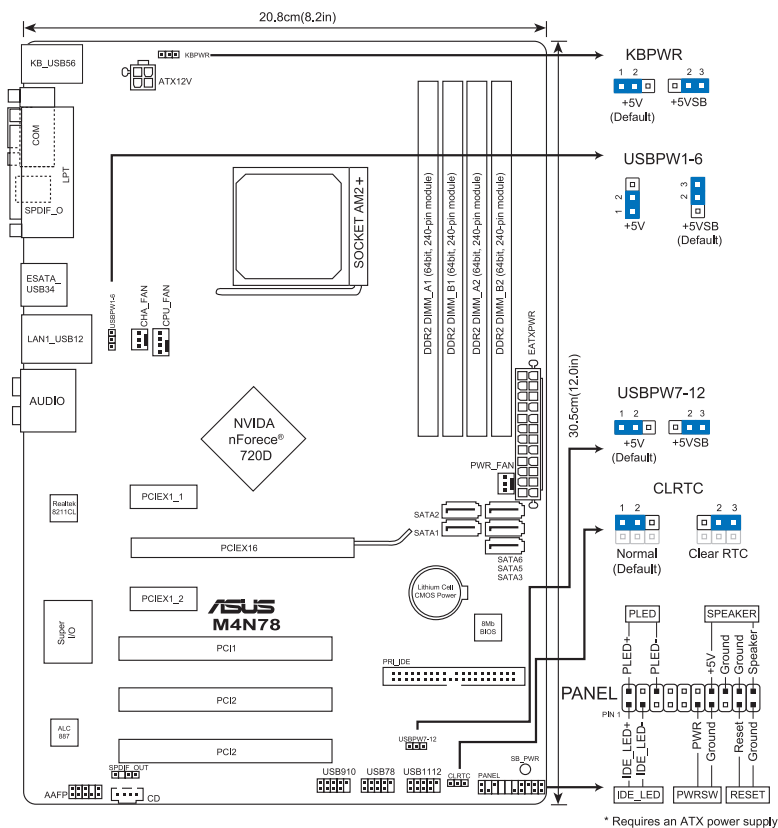 20.8cm(8.2in)
KB_USB56
KBPWR
ATX12V
COM
LPT
SPDIF_O
SOCKET AM2+
DDR2 DIMM_A1 (64bit, 240-pin module)
DDR2 DIMM_B1 (64bit, 240-pin module)
DDR2 DIMM_A2 (64bit, 240-pin module)
DDR2 DIMM_B2 (64bit, 240-pin module)
30.5cm(12.0in)
ESATA_
USB34
USBPW1-6
CHA_FAN
CPU_FAN
LAN1_USB12
EATXPWR
AUDIO
NVIDA
nForece®
720D
PWR_FAN
Realtek
8211CL
PCIEX1_1
SATA2
SATA1
PCIEX16
SATA6
SATA5
SATA3
Lithium Cell
CMOS Power
Super
I/O
PCIEX1_2
ASUS
M4N78
8Mb
BIOS
PCI1
PRI_IDE
PCI2
ALC
887
PCI2
USBPW7-12
SPDIF_OUT
SB_PWR
AAFP
CD
USB910
USB78
USB1112
CLRTC
PANEL
KBPWR
1 2
2 3
+5V
(Default)
+5VSB
USBPW1-6
2
1
+5V
3
2
+5VSB
(Default)
USBPW7-12
1 2
2 3
+5V
(Default)
+5VSB
CLRTC
1 2
2 3
Normal
(Default)
Clear RTC
PLED
SPEAKER
PLED+
PLED-
+5V
Ground
Ground
Speaker
PANEL
PIN 1
IDE_LED+
IDE_LED-
PWR
Ground
Reset
Ground
IDE_LED
PWRSW
RESET
* Requires an ATX power supply